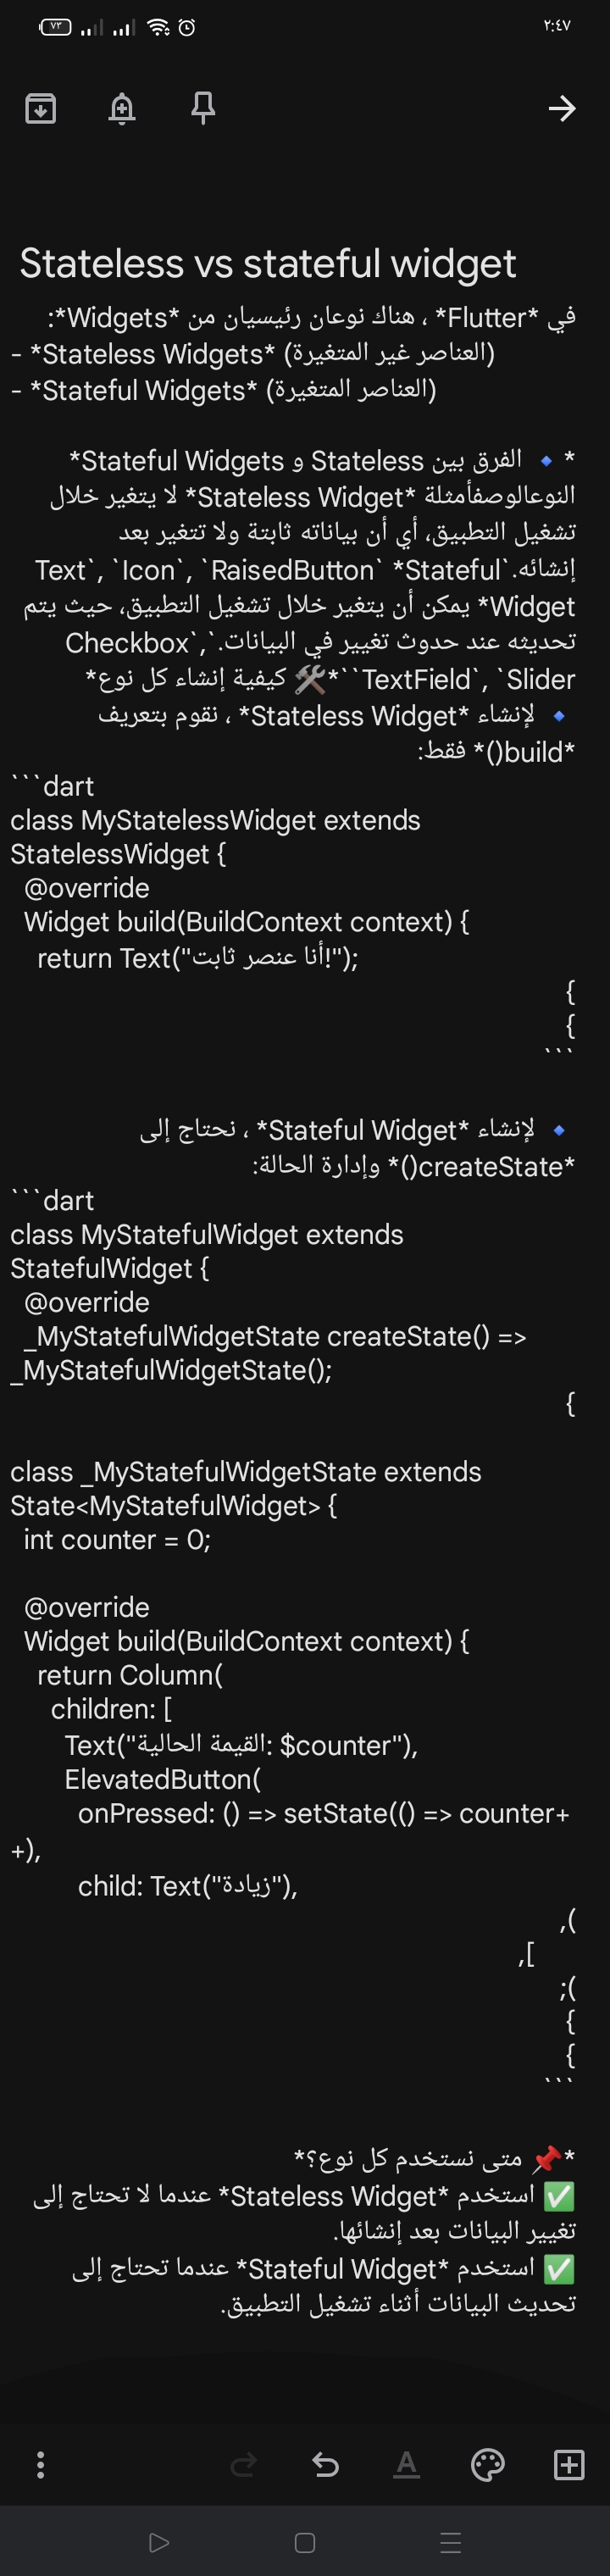 ٧٣
٢:٤٧
Stateless vs stateful widget
في *Flutter* ، هناك نوعان رئيسيان من *Widgets*:
- *Stateless Widgets* (العناصر غير المتغيرة)
- *Stateful Widgets* (العناصر المتغيرة)
*🔹 الفرق بين Stateless و Stateful Widgets*
النوعالوصفأمثلة *Stateless Widget* لا يتغير خلال
تشغيل التطبيق، أي أن بياناته ثابتة ولا تتغير بعد
إنشائه.`Text`, `Icon`, `RaisedButton` *Stateful
Widget* يمكن أن يتغير خلال تشغيل التطبيق، حيث يتم
تحديثه عند حدوث تغيير في البيانات.`Checkbox`,`
TextField`, `Slider``*🛠️ كيفية إنشاء كل نوع*
🔹 لإنشاء *Stateless Widget* ، نقوم بتعريف
*build()* فقط:
```dart
class MyStatelessWidget extends
StatelessWidget {
@override
Widget build(BuildContext context) {
return Text("أنا عنصر ثابت!");
}
}
```
🔹 لإنشاء *Stateful Widget* ، نحتاج إلى
*createState()* وإدارة الحالة:
```dart
class MyStatefulWidget extends
StatefulWidget {
@override
_MyStatefulWidgetState createState() =>
_MyStatefulWidgetState();
}
class _MyStatefulWidgetState extends
State<MyStatefulWidget> {
int counter = 0;
@override
Widget build(BuildContext context) {
return Column(
children: [
Text("القيمة الحالية: $counter"),
ElevatedButton(
onPressed: () => setState(() => counter+
+),
child: Text("زيادة"),
),
],
);
}
}
```
*📌 متى نستخدم كل نوع؟*
✅ استخدم *Stateless Widget* عندما لا تحتاج إلى
تغيير البيانات بعد إنشائها.
✅ استخدم *Stateful Widget* عندما تحتاج إلى
تحديث البيانات أثناء تشغيل التطبيق.
A